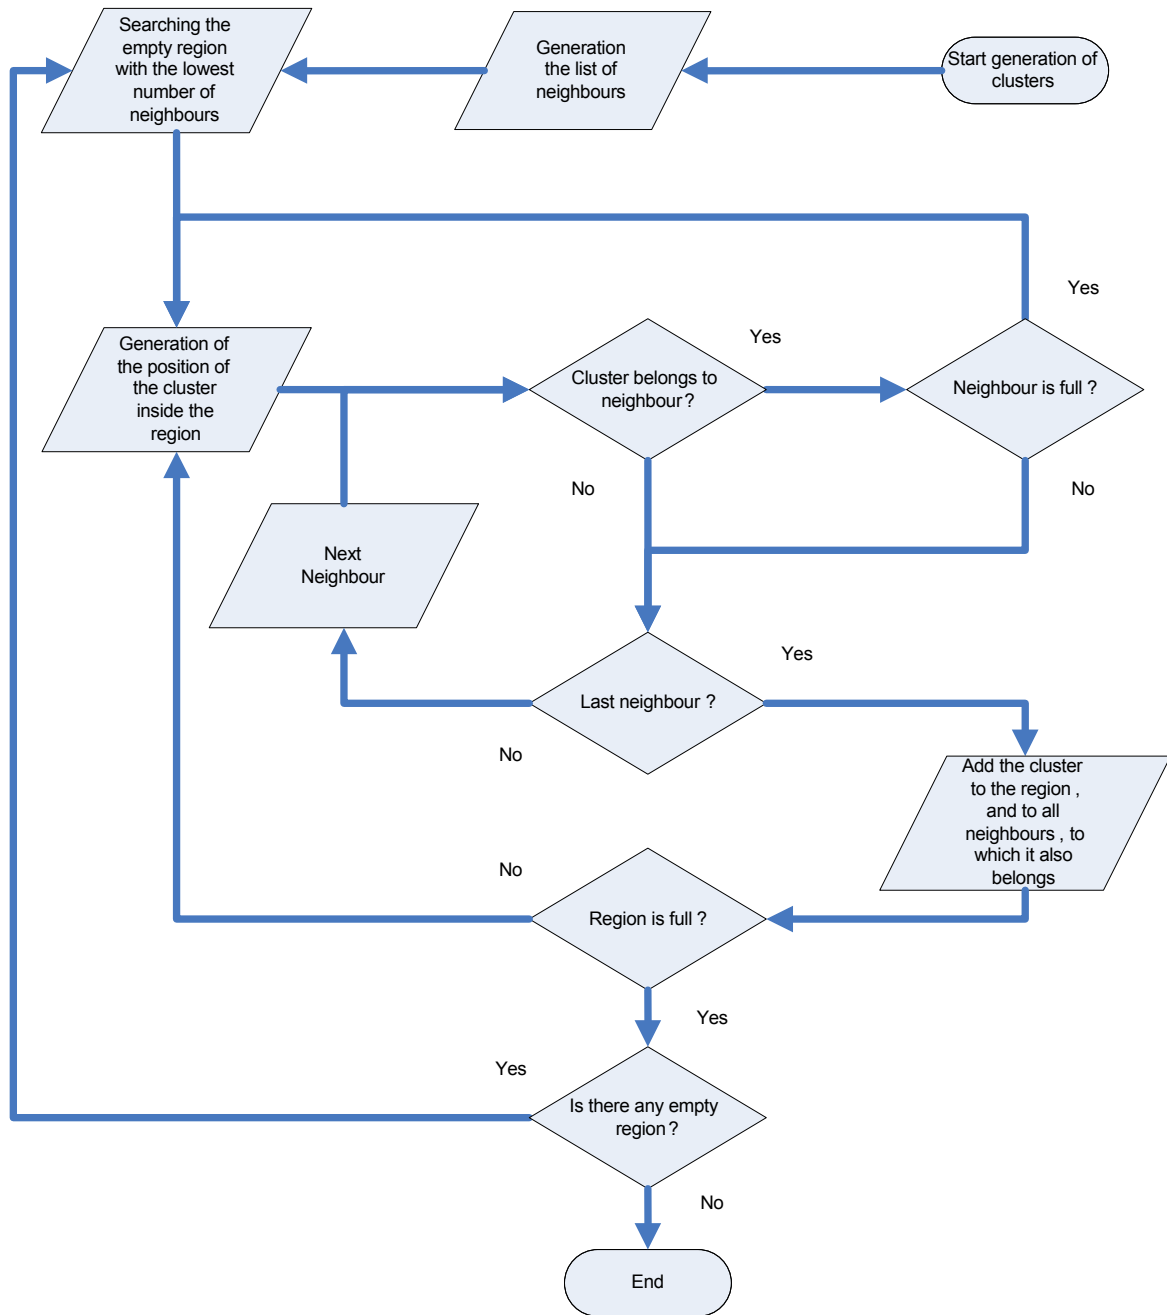 Searching the
empty region
with the lowest
number of
neighbours
Generation
the list of
neighbours
Start generation of
clusters
Yes
Generation of
the position of
the cluster
inside the
region
Yes
Cluster belongs to
neighbour?
Neighbour is full ?
No
No
Next
Neighbour
Yes
Last neighbour ?
No
Add the cluster
to the region ,
and to all
neighbours , to
which it also
belongs
No
Region is full ?
Yes
Yes
Is there any empty
region ?
No
End